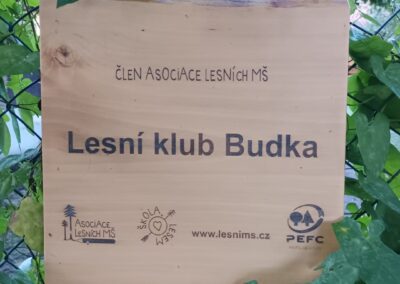 ČLEN ASOCIACE LESNÍCH MŠ
Lesní klub Budka
ASOCIACE
LESNÍCH MŠ
ŠKOLA
LESEM
www.lesnims.cz
PEFC